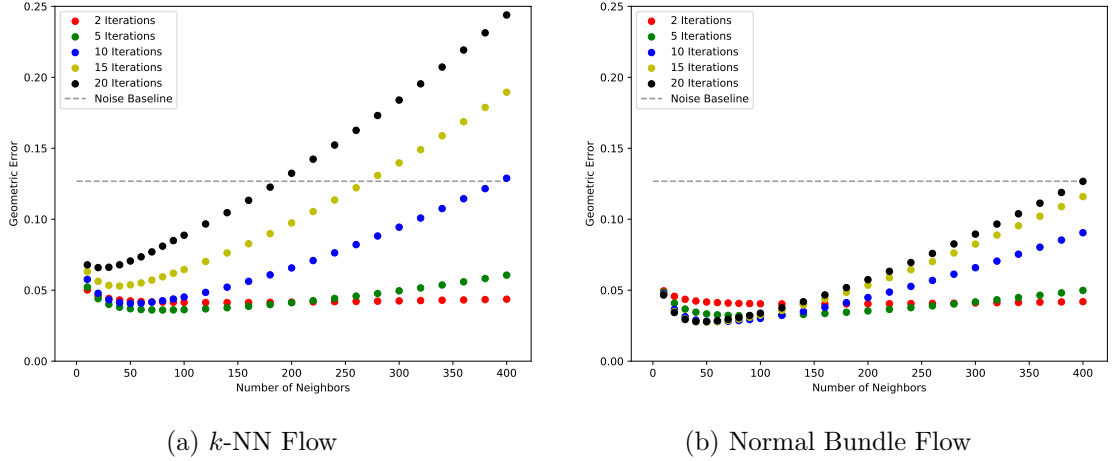 0.25
0.20
0.15
0.10
0.05
0.00
Geometric Error
2 Iterations
5 Iterations
10 Iterations
15 Iterations
20 Iterations
Noise Baseline
0 50 100 150 200 250 300 350 400
Number of Neighbors
(a) k-NN Flow
0.25
0.20
0.15
0.10
0.05
0.00
Geometric Error
2 Iterations
5 Iterations
10 Iterations
15 Iterations
20 Iterations
Noise Baseline
0 50 100 150 200 250 300 350 400
Number of Neighbors
(b) Normal Bundle Flow